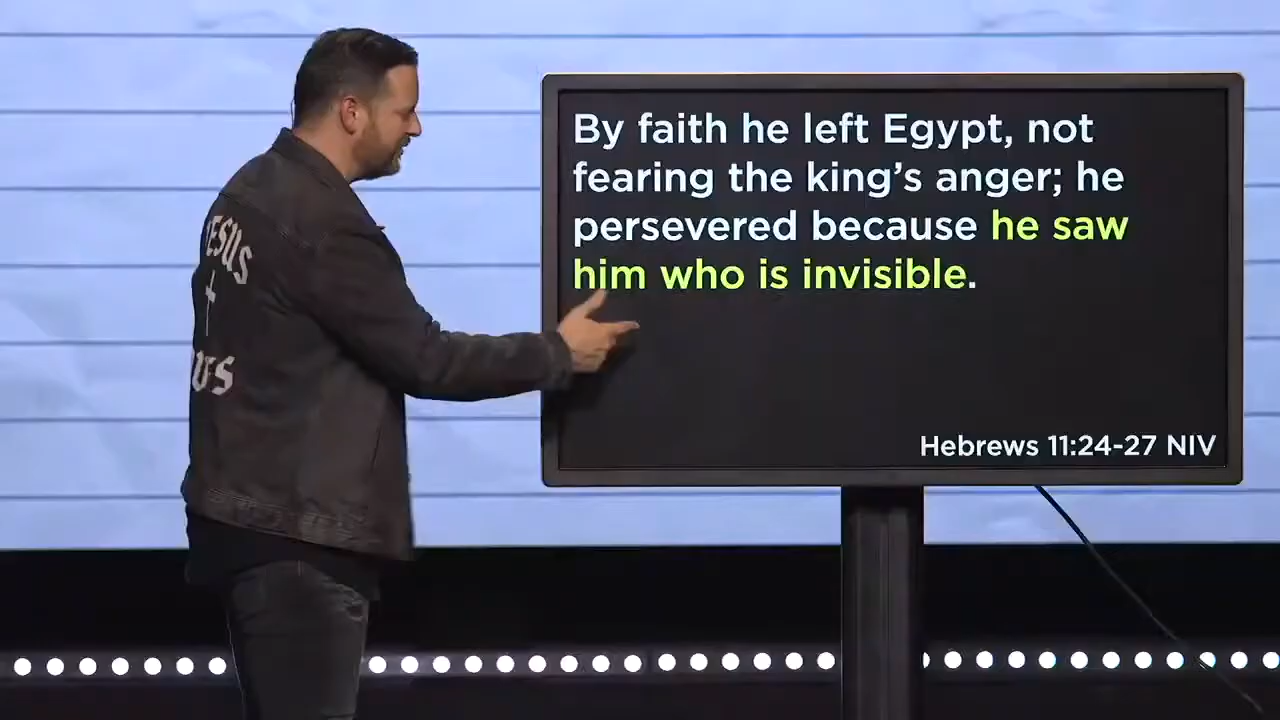 By faith he left Egypt, not
fearing the king’s anger; he
persevered because he saw
him who is invisible.
Hebrews 11:24-27 NIV
JESUS